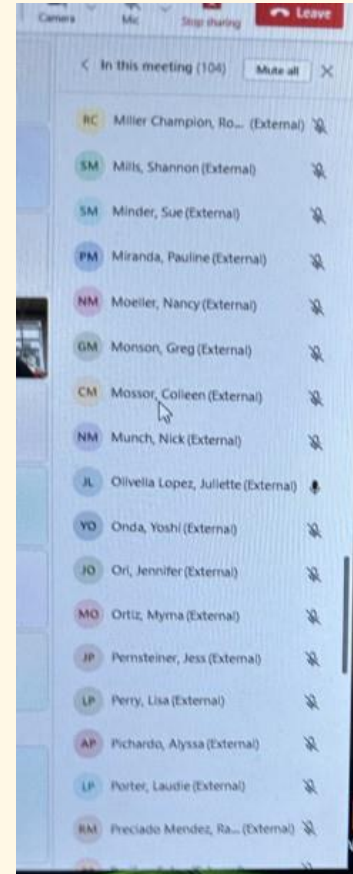 Camera
Mic
Stop sharing
Leave
In this meeting (104)
Mute all
RC Miller Champion, Ro... (External)
SM Mills, Shannon (External)
SM Minder, Sue (External)
PM Miranda, Pauline (External)
NM Moeller, Nancy (External)
GM Monson, Greg (External)
CM Mossor, Colleen (External)
NM Munch, Nick (External)
JL Olivella Lopez, Juliette (External)
YO Onda, Yoshi (External)
JO Ori, Jennifer (External)
MO Ortiz, Myrna (External)
JP Pernsteiner, Jess (External)
LP Perry, Lisa (External)
AP Pichardo, Alyssa (External)
LP Porter, Laudie (External)
RM Preciado Mendez, Ra... (External)